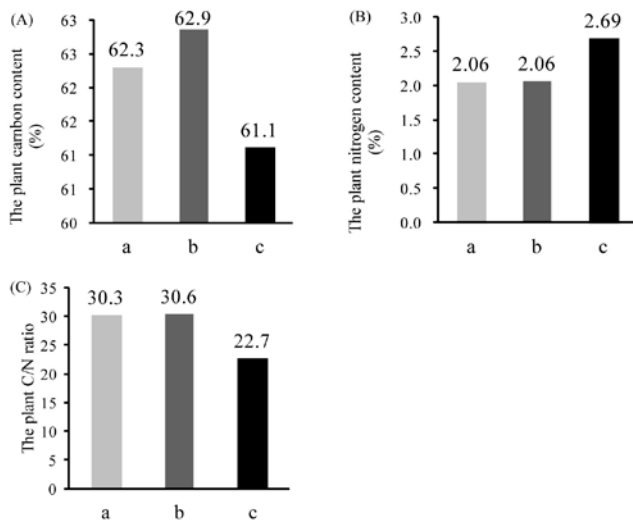 (A)
The plant carnbon content
(%)
63
63
62
62
61
61
60
62.3
62.9
61.1
a
b
c
(B)
The plant nitrogen content
(%)
3.0
2.5
2.0
1.5
1.0
0.5
0.0
2.06
2.06
2.69
a
b
c
(C)
The plant C/N ratio
35
30
25
20
15
10
5
0
30.3
30.6
22.7
a
b
c